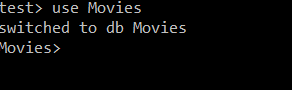 test> use Movies
switched to db Movies
Movies>